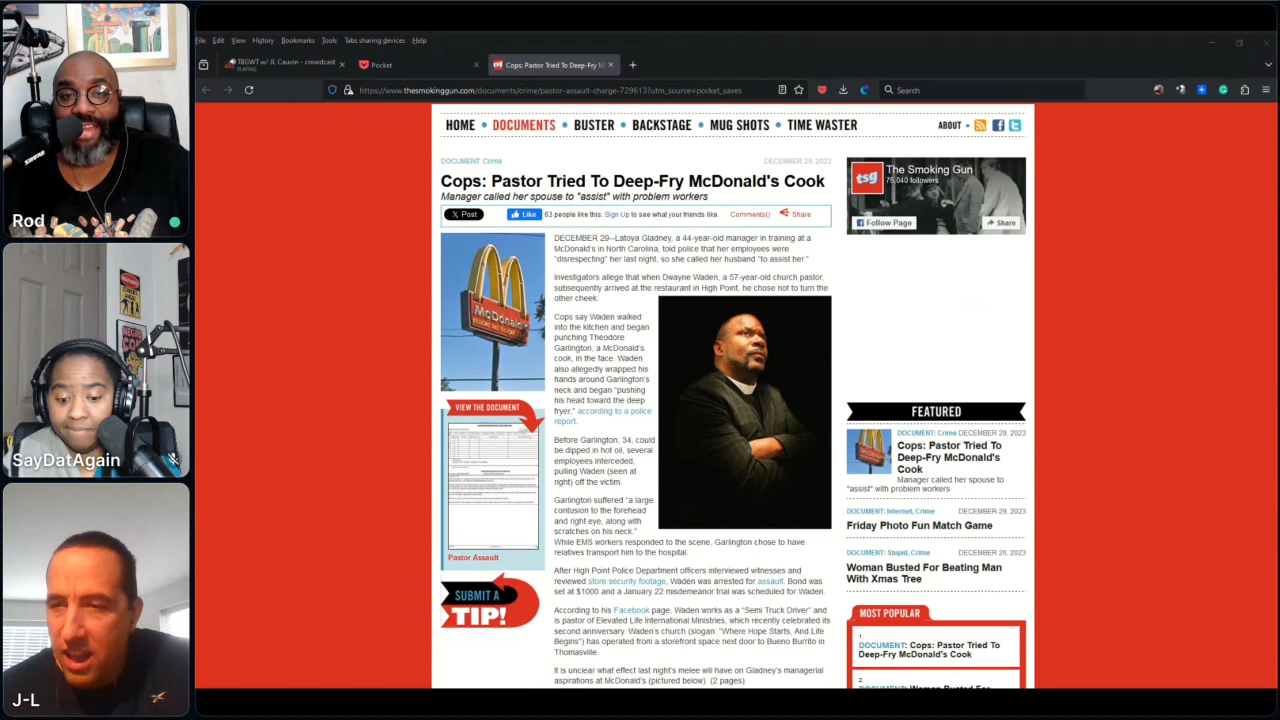 File Edit View History Bookmarks Tools Tabs sharing devices Help
TBGWT w/ JL Cauvin - crowdcast
PLAYING
Pocket
Cops: Pastor Tried To Deep-Fry M
https://www.thesmokinggun.com/documents/crime/pastor-assault-charge-729613?utm_source=pocket_saves
Search
HOME • DOCUMENTS • BUSTER • BACKSTAGE • MUG SHOTS • TIME WASTER
ABOUT
DOCUMENT: Crime
DECEMBER 29, 2023
Cops: Pastor Tried To Deep-Fry McDonald's Cook
Manager called her spouse to "assist" with problem workers
X Post
Like
63 people like this. Sign Up to see what your friends like.
Comments()
Share
McDonald's
VIEW THE DOCUMENT
Pastor Assault
SUBMIT A
TIP!
DECEMBER 29--Latoya Gladney, a 44-year-old manager in training at a
McDonald's in North Carolina, told police that her employees were
"disrespecting" her last night, so she called her husband "to assist her."
Investigators allege that when Dwayne Waden, a 57-year-old church pastor,
subsequently arrived at the restaurant in High Point, he chose not to turn the
other cheek.
Cops say Waden walked
into the kitchen and began
punching Theodore
Garlington, a McDonald's
cook, in the face. Waden
also allegedly wrapped his
hands around Garlington's
neck and began "pushing
his head toward the deep
fryer," according to a police
report.
Before Garlington, 34, could
be dipped in hot oil, several
employees interceded,
pulling Waden (seen at
right) off the victim.
Garlington suffered "a large
contusion to the forehead
and right eye, along with
scratches on his neck."
While EMS workers responded to the scene, Garlington chose to have
relatives transport him to the hospital.
After High Point Police Department officers interviewed witnesses and
reviewed store security footage, Waden was arrested for assault. Bond was
set at $1000 and a January 22 misdemeanor trial was scheduled for Waden.
According to his Facebook page, Waden works as a "Semi Truck Driver" and
is pastor of Elevated Life International Ministries, which recently celebrated its
second anniversary. Waden's church (slogan: "Where Hope Starts, And Life
Begins") has operated from a storefront space next door to Bueno Burrito in
Thomasville.
It is unclear what effect last night's melee will have on Gladney's managerial
aspirations at McDonald's (pictured below). (2 pages)
tsg
The Smoking Gun
75,040 followers
Follow Page
Share
FEATURED
DOCUMENT: Crime DECEMBER 29, 2023
Cops: Pastor Tried To
Deep-Fry McDonald's
Cook
Manager called her spouse to
"assist" with problem workers
DOCUMENT: Internet, Crime DECEMBER 29, 2023
Friday Photo Fun Match Game
DOCUMENT: Stupid, Crime DECEMBER 26, 2023
Woman Busted For Beating Man
With Xmas Tree
MOST POPULAR
1.
DOCUMENT: Cops: Pastor Tried To
Deep-Fry McDonald's Cook
2.
Rod
SHURE
SayDatAgain
J-L